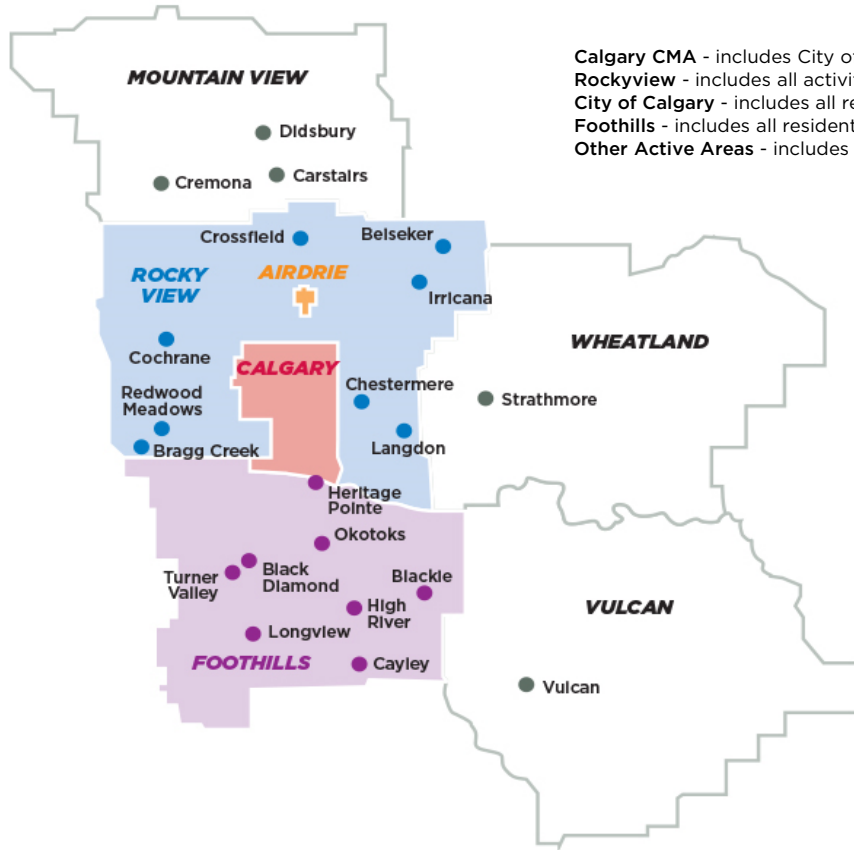 Calgary CMA - includes City of
Rockyview - includes all activi
City of Calgary - includes all re
Foothills - includes all resident
Other Active Areas - includes
MOUNTAIN VIEW
Didsbury
Carstairs
Cremona
Crossfield
Beiseker
ROCKY
VIEW
AIRDRIE
Irricana
Cochrane
CALGARY
WHEATLAND
Redwood
Meadows
Chestermere
Strathmore
Bragg Creek
Langdon
Heritage
Pointe
Okotoks
Turner
Valley
Black
Diamond
Blackie
High
River
Longview
VULCAN
FOOTHILLS
Cayley
Vulcan